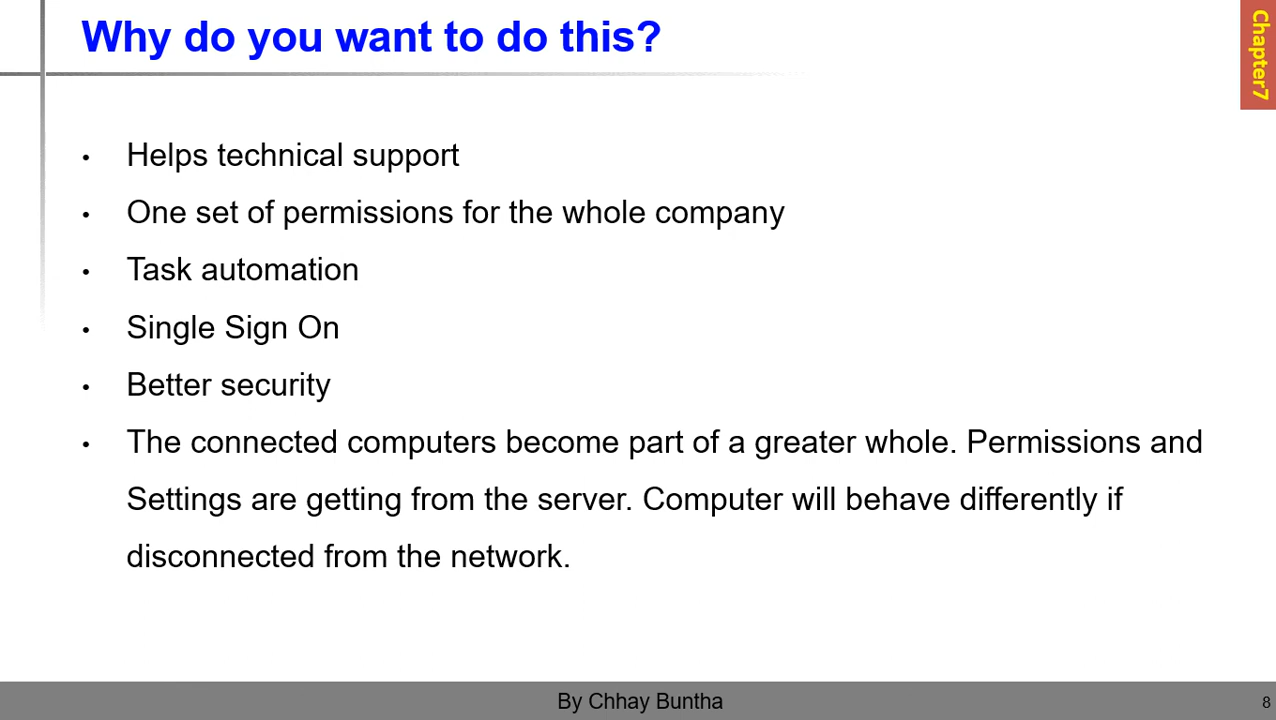 Why do you want to do this?
Chapter7
• Helps technical support
• One set of permissions for the whole company
• Task automation
• Single Sign On
• Better security
• The connected computers become part of a greater whole. Permissions and
Settings are getting from the server. Computer will behave differently if
disconnected from the network.
By Chhay Buntha
8